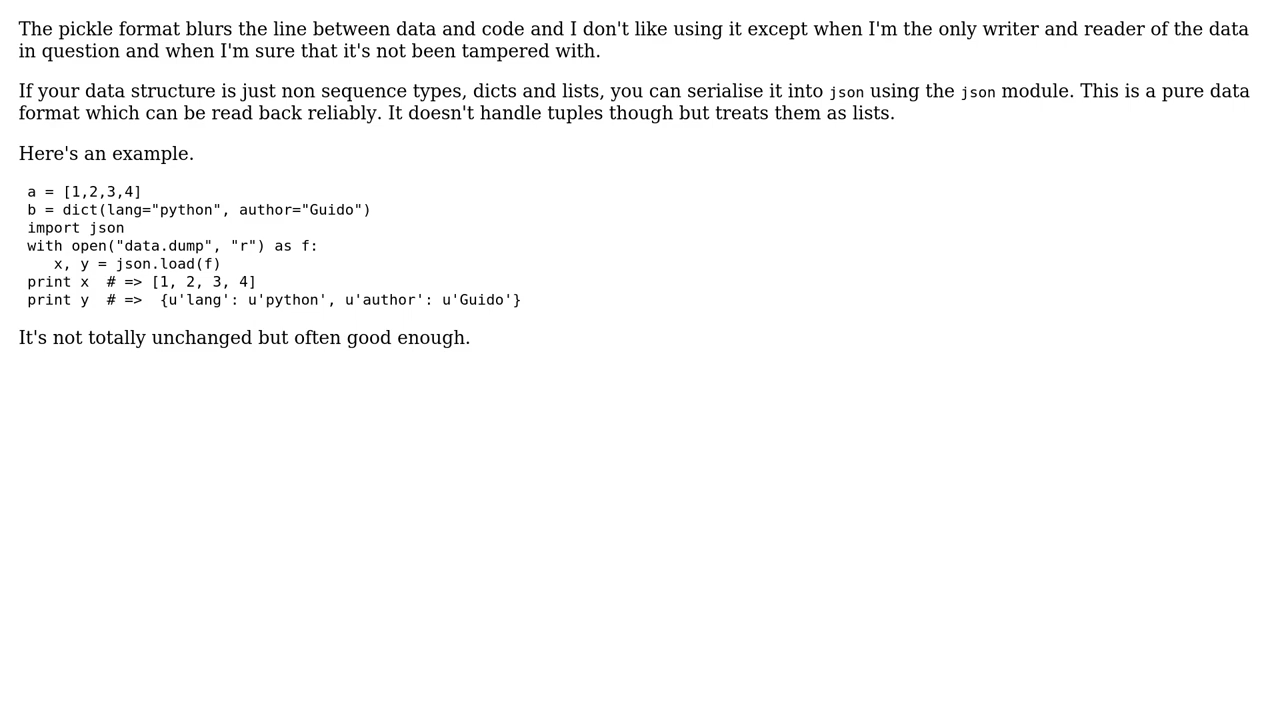 The pickle format blurs the line between data and code and I don't like using it except when I'm the only writer and reader of the data
in question and when I'm sure that it's not been tampered with.
If your data structure is just non sequence types, dicts and lists, you can serialise it into json using the json module. This is a pure data
format which can be read back reliably. It doesn't handle tuples though but treats them as lists.
Here's an example.
a = [1,2,3,4]
b = dict(lang="python", author="Guido")
import json
with open("data.dump", "r") as f:
   x, y = json.load(f)
print x  # => [1, 2, 3, 4]
print y  # =>  {u'lang': u'python', u'author': u'Guido'}
It's not totally unchanged but often good enough.